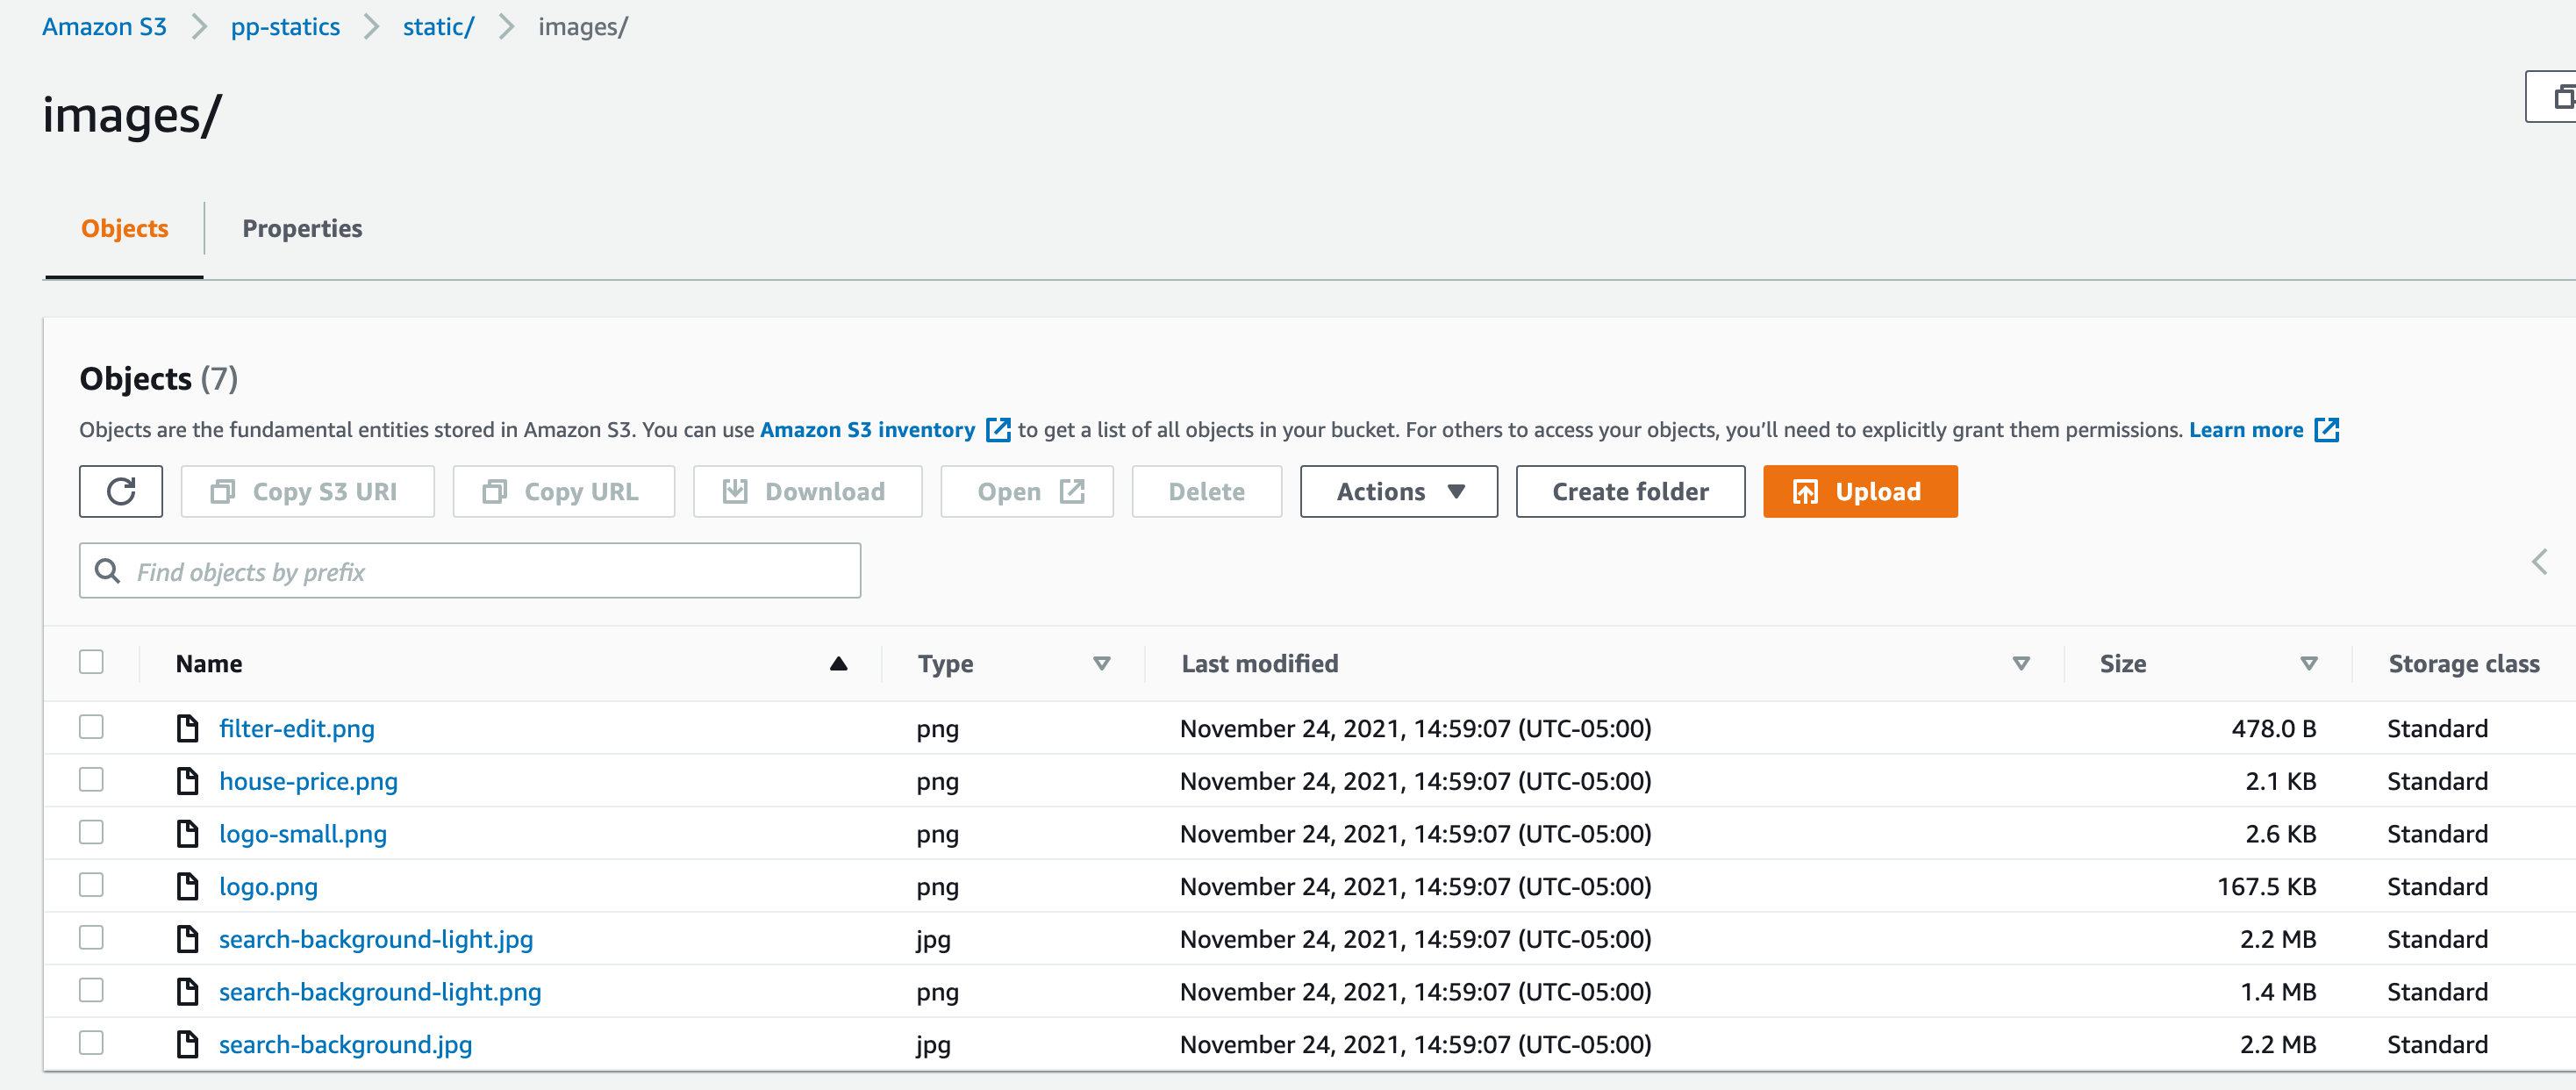 Amazon S3 pp-statics static/ images/
images/
Objects Properties
Objects (7)
Objects are the fundamental entities stored in Amazon S3. You can use Amazon S3 inventory to get a list of all objects in your bucket. For others to access your objects, you’ll need to explicitly grant them permissions. Learn more
Copy S3 URI Copy URL Download Open Delete Actions Create folder Upload
Find objects by prefix
Name Type Last modified Size Storage class
filter-edit.png png November 24, 2021, 14:59:07 (UTC-05:00) 478.0 B Standard
house-price.png png November 24, 2021, 14:59:07 (UTC-05:00) 2.1 KB Standard
logo-small.png png November 24, 2021, 14:59:07 (UTC-05:00) 2.6 KB Standard
logo.png png November 24, 2021, 14:59:07 (UTC-05:00) 167.5 KB Standard
search-background-light.jpg jpg November 24, 2021, 14:59:07 (UTC-05:00) 2.2 MB Standard
search-background-light.png png November 24, 2021, 14:59:07 (UTC-05:00) 1.4 MB Standard
search-background.jpg jpg November 24, 2021, 14:59:07 (UTC-05:00) 2.2 MB Standard